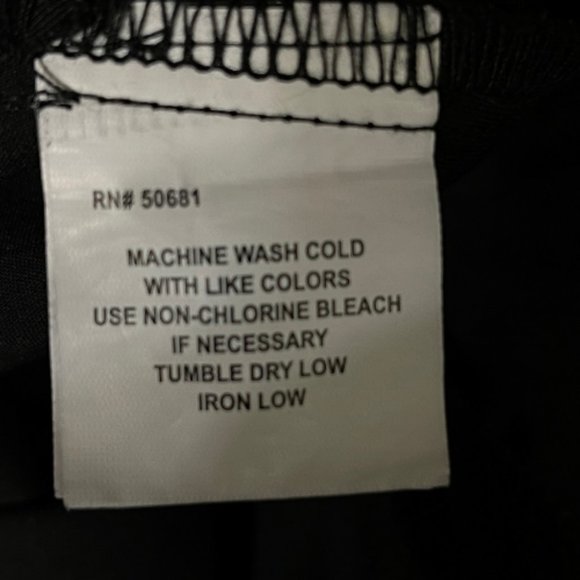 RN# 50681
MACHINE WASH COLD
WITH LIKE COLORS
USE NON-CHLORINE BLEACH
IF NECESSARY
TUMBLE DRY LOW
IRON LOW